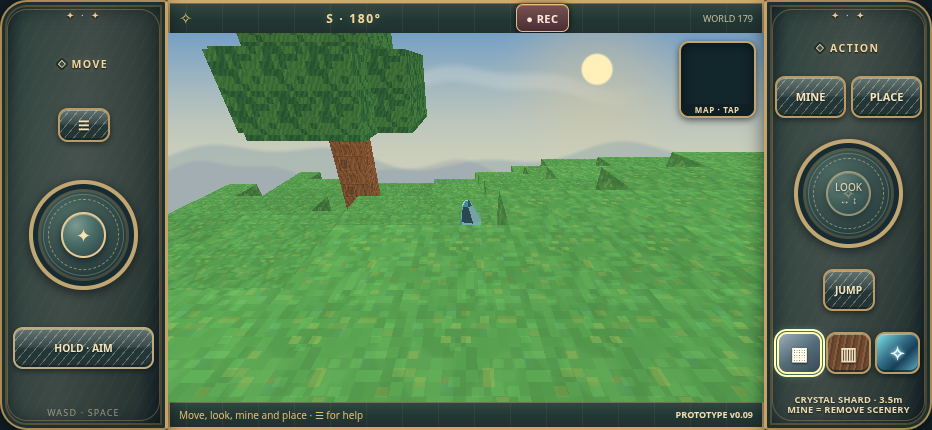 S · 180°
● REC
WORLD 179
MOVE
HOLD · AIM
WASD · SPACE
MAP · TAP
ACTION
MINE
PLACE
LOOK
JUMP
CRYSTAL SHARD · 3.5m
MINE = REMOVE SCENERY
Move, look, mine and place · ☰ for help
PROTOTYPE v0.09